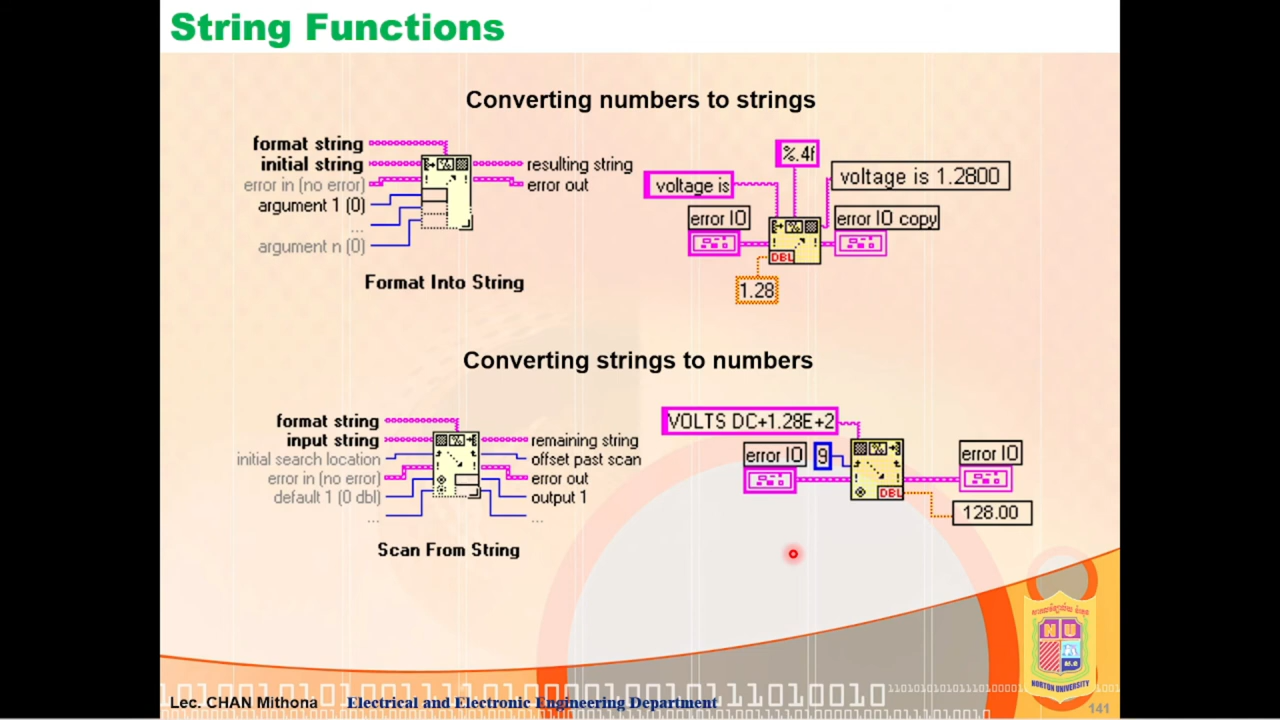 String Functions
Converting numbers to strings
format string
initial string
error in (no error)
argument 1 (0)
...
argument n (0)
resulting string
error out
Format Into String
%.4f
voltage is
voltage is 1.2800
error IO
error IO copy
DBL
1.28
Converting strings to numbers
format string
input string
initial search location
error in (no error)
default 1 (0 dbl)
...
remaining string
offset past scan
error out
output 1
...
Scan From String
VOLTS DC+1.28E+2
error IO
9
error IO
DBL
128.00
N U
M.C
NORTON UNIVERSITY
Lec. CHAN Mithona
Electrical and Electronic Engineering Department
141